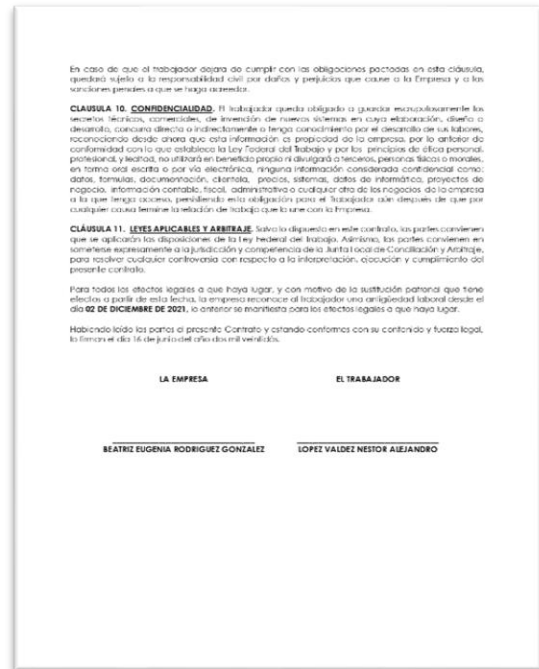 En caso de que el trabajador dejara de cumplir con las obligaciones pactadas en esta cláusula,
quedará sujeto a la responsabilidad civil por daños y perjuicios que cause a la Empresa y a las
sanciones penales a que se haga acreedor.
CLAUSULA 10. CONFIDENCIALIDAD. El trabajador queda obligado a guardar escrupulosamente los
secretos técnicos, comerciales, de invención de nuevos sistemas en cuya elaboración, diseño o
desarrollo, concurra directa o indirectamente o tenga conocimiento por el desarrollo de sus labores,
reconociendo desde ahora que esta información es propiedad de la empresa, por lo anterior de
conformidad con lo que establece la Ley Federal del Trabajo y por los principios de ética personal,
profesional, y lealtad, no utilizará en beneficio propio ni divulgará a terceros, personas físicas o morales,
en forma oral escrita o por vía electrónica, ninguna información considerada confidencial como:
datos, formulas, documentación, clientela, precios, sistemas, datos de informática, proyectos de
negocio, información contable, fiscal, administrativa o cualquier otra de los negocios de la empresa
a la que tenga acceso, persistiendo esta obligación para el Trabajador aún después de que por
cualquier causa termine la relación de trabajo que la une con la Empresa.
CLÁUSULA 11. LEYES APLICABLES Y ARBITRAJE. Salvo lo dispuesto en este contrato, las partes convienen
que se aplicarán las disposiciones de la Ley Federal del Trabajo. Asimismo, las partes convienen en
someterse expresamente a la jurisdicción y competencia de la Junta Local de Conciliación y Arbitraje,
para resolver cualquier controversia con respecto a la interpretación, ejecución y cumplimiento del
presente contrato.
Para todos los efectos legales a que haya lugar, y con motivo de la sustitución patronal que tiene
efectos a partir de esta fecha, la empresa reconoce al trabajador una antigüedad laboral desde el
día 02 DE DICIEMBRE DE 2021, lo anterior se manifiesta para los efectos legales a que haya lugar.
Habiendo leído las partes el presente Contrato y estando conformes con su contenido y fuerza legal,
lo firman el día 16 de junio del año dos mil veintidós.
LA EMPRESA EL TRABAJADOR
BEATRIZ EUGENIA RODRIGUEZ GONZALEZ LOPEZ VALDEZ NESTOR ALEJANDRO